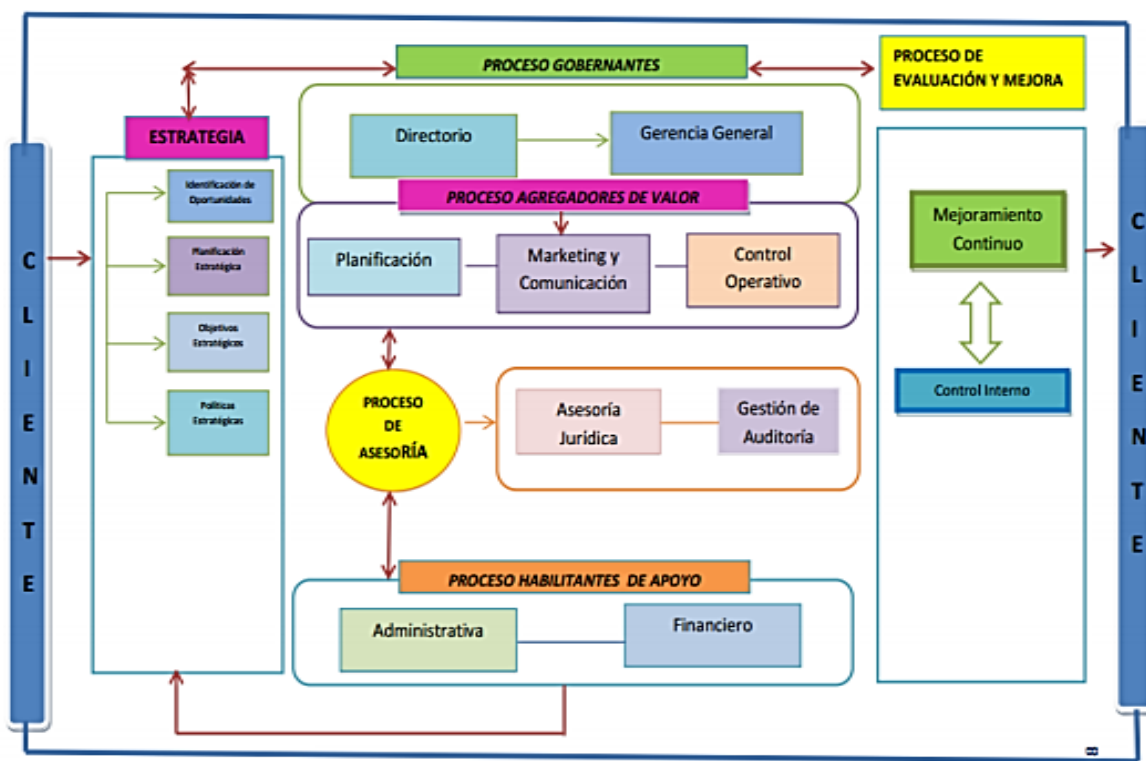 PROCESO GOBERNANTES
PROCESO DE
EVALUACIÓN Y MEJORA
ESTRATEGIA
Directorio
Gerencia General
Identificación de
Oportunidades
Planificación
Estratégica
Objetivos
Estratégicos
Políticas
Estratégicas
PROCESO AGREGADORES DE VALOR
Planificación
Marketing y
Comunicación
Control
Operativo
PROCESO
DE
ASESORÍA
Asesoría
Jurídica
Gestión de
Auditoría
PROCESO HABILITANTES DE APOYO
Administrativa
Financiero
Mejoramiento
Continuo
Control Interno
C
L
I
E
N
T
E
C
L
I
E
N
T
E